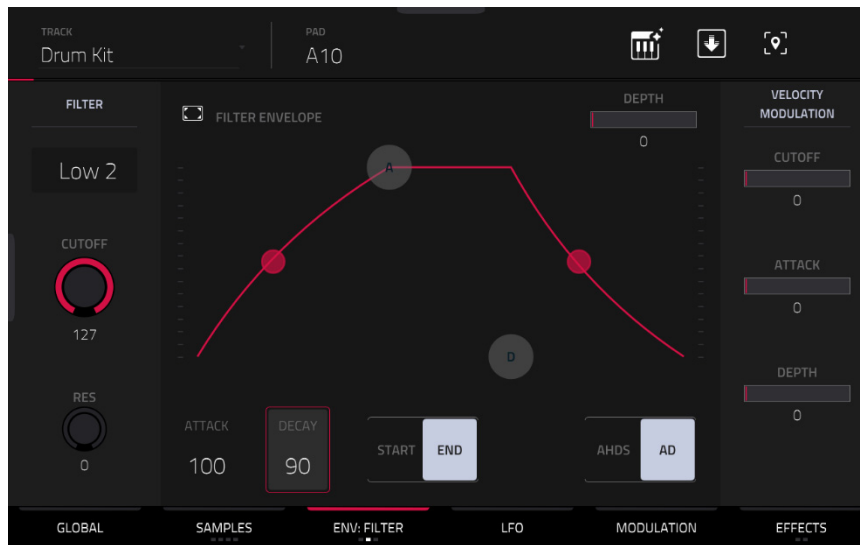 TRACK
Drum Kit
PAD
A10
FILTER
Low 2
CUTOFF
127
RES
0
FILTER ENVELOPE
DEPTH
0
A
D
ATTACK
100
DECAY
90
START
END
AHDS
AD
VELOCITY
MODULATION
CUTOFF
0
ATTACK
0
DEPTH
0
GLOBAL
SAMPLES
ENV: FILTER
LFO
MODULATION
EFFECTS